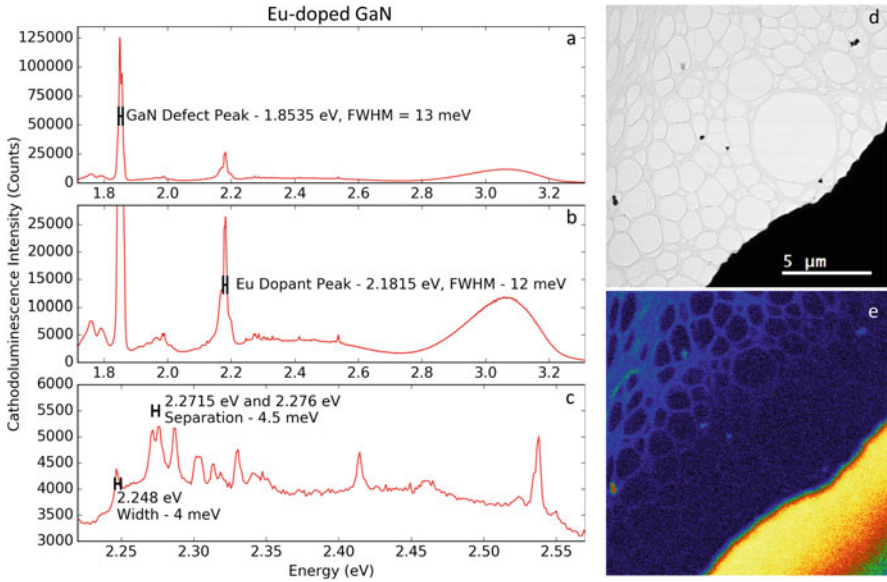 Eu-doped GaN
Cathodoluminescence Intensity (Counts)
a
125000
100000
75000
50000
25000
0
GaN Defect Peak - 1.8535 eV, FWHM = 13 meV
1.8 2.0 2.2 2.4 2.6 2.8 3.0 3.2
b
25000
20000
15000
10000
5000
0
Eu Dopant Peak - 2.1815 eV, FWHM - 12 meV
1.8 2.0 2.2 2.4 2.6 2.8 3.0 3.2
c
6000
5500
5000
4500
4000
3500
3000
2.2715 eV and 2.276 eV
Separation - 4.5 meV
2.248 eV
Width - 4 meV
2.25 2.30 2.35 2.40 2.45 2.50 2.55
Energy (eV)
d
5 µm
e